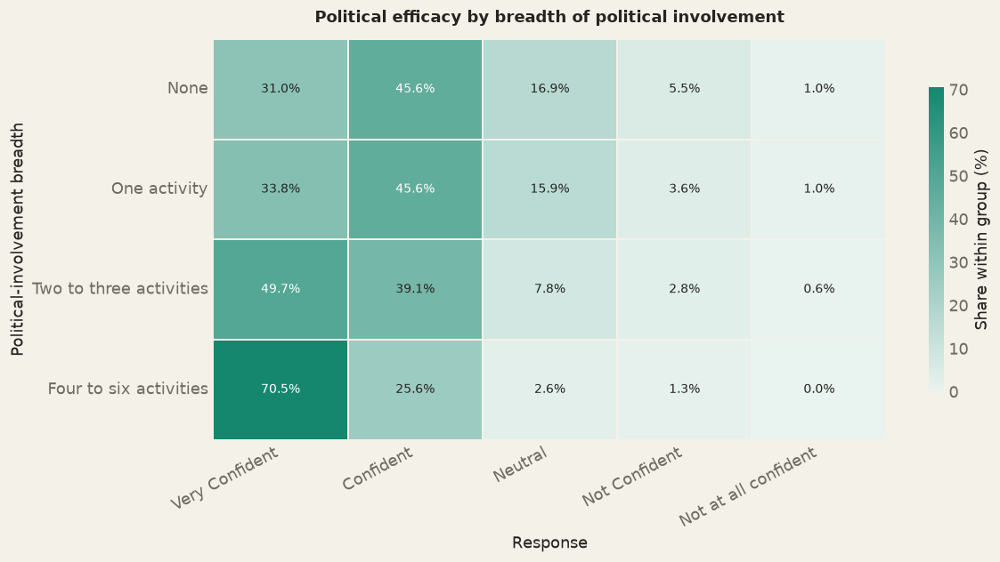 Political efficacy by breadth of political involvement
Political-involvement breadth
None 31.0% 45.6% 16.9% 5.5% 1.0%
One activity 33.8% 45.6% 15.9% 3.6% 1.0%
Two to three activities 49.7% 39.1% 7.8% 2.8% 0.6%
Four to six activities 70.5% 25.6% 2.6% 1.3% 0.0%
Very Confident
Confident
Neutral
Not Confident
Not at all confident
Response
70
60
50
40
30
20
10
0
Share within group (%)